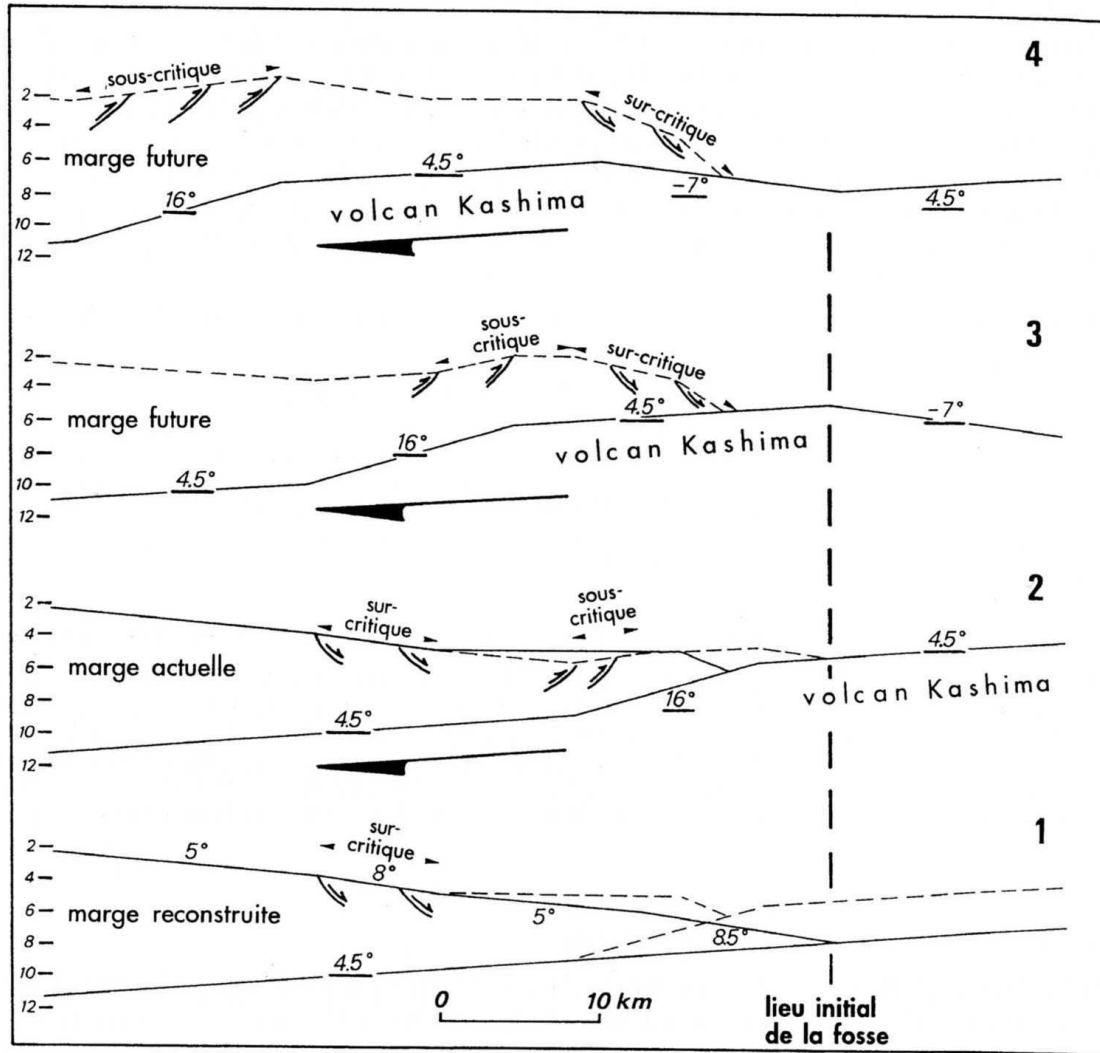 4
sous-critique
2
4
6
8
10
12
sur-critique
marge future
4.5°
16°
-7°
4.5°
volcan Kashima
3
sous-
critique
sur-critique
2
4
6
8
10
12
marge future
4.5°
-7°
16°
volcan Kashima
4.5°
2
sur-
critique
sous-
critique
2
4
6
8
10
12
marge actuelle
4.5°
volcan Kashima
16°
4.5°
1
sur-
critique
2
4
6
8
10
12
5°
8°
marge reconstruite
5°
8.5°
4.5°
0 10 km
lieu initial
de la fosse